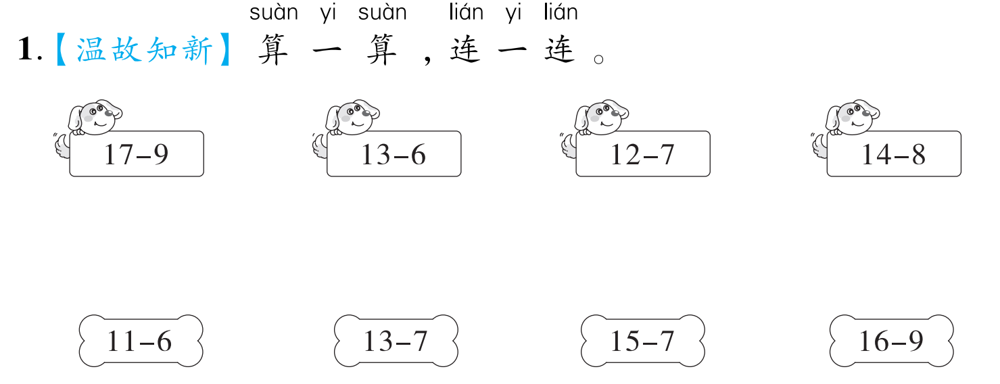 suàn yi suàn lián yi lián
1.【温故知新】算一算,连一连。
17–9 13–6 12–7 14–8
11–6 13–7 15–7 16–9